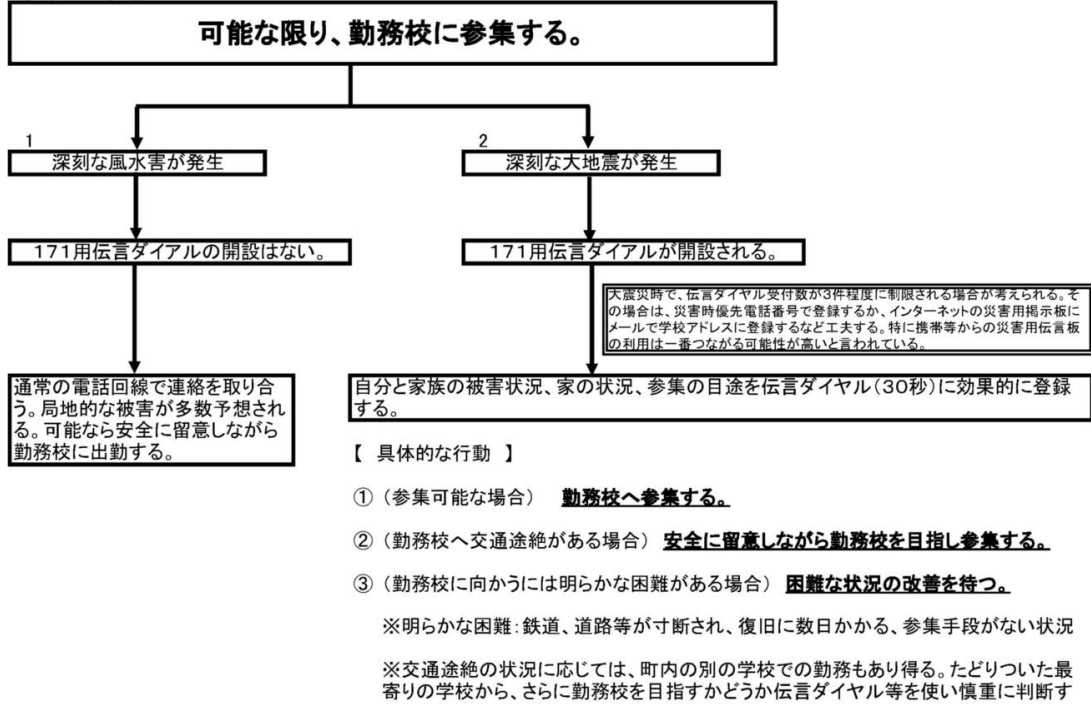 可能な限り、勤務校に参集する。
1
深刻な風水害が発生
2
深刻な大地震が発生
171用伝言ダイアルの開設はない。
171用伝言ダイアルが開設される。
大震災時で、伝言ダイヤル受付数が3件程度に制限される場合が考えられる。そ
の場合は、災害時優先電話番号で登録するか、インターネットの災害用掲示板に
メールで学校アドレスに登録するなど工夫する。特に携帯等からの災害用伝言板
の利用は一番つながる可能性が高いと言われている。
通常の電話回線で連絡を取り合
う。局地的な被害が多数予想され
る。可能なら安全に留意しながら
勤務校に出勤する。
自分と家族の被害状況、家の状況、参集の目途を伝言ダイヤル(30秒)に効果的に登録
する。
【 具体的な行動 】
① (参集可能な場合) 勤務校へ参集する。
② (勤務校へ交通途絶がある場合) 安全に留意しながら勤務校を目指し参集する。
③ (勤務校に向かうには明らかな困難がある場合) 困難な状況の改善を待つ。
※明らかな困難:鉄道、道路等が寸断され、復旧に数日かかる、参集手段がない状況
※交通途絶の状況に応じては、町内の別の学校での勤務もあり得る。たどりついた最
寄りの学校から、さらに勤務校を目指すかどうか伝言ダイヤル等を使い慎重に判断す